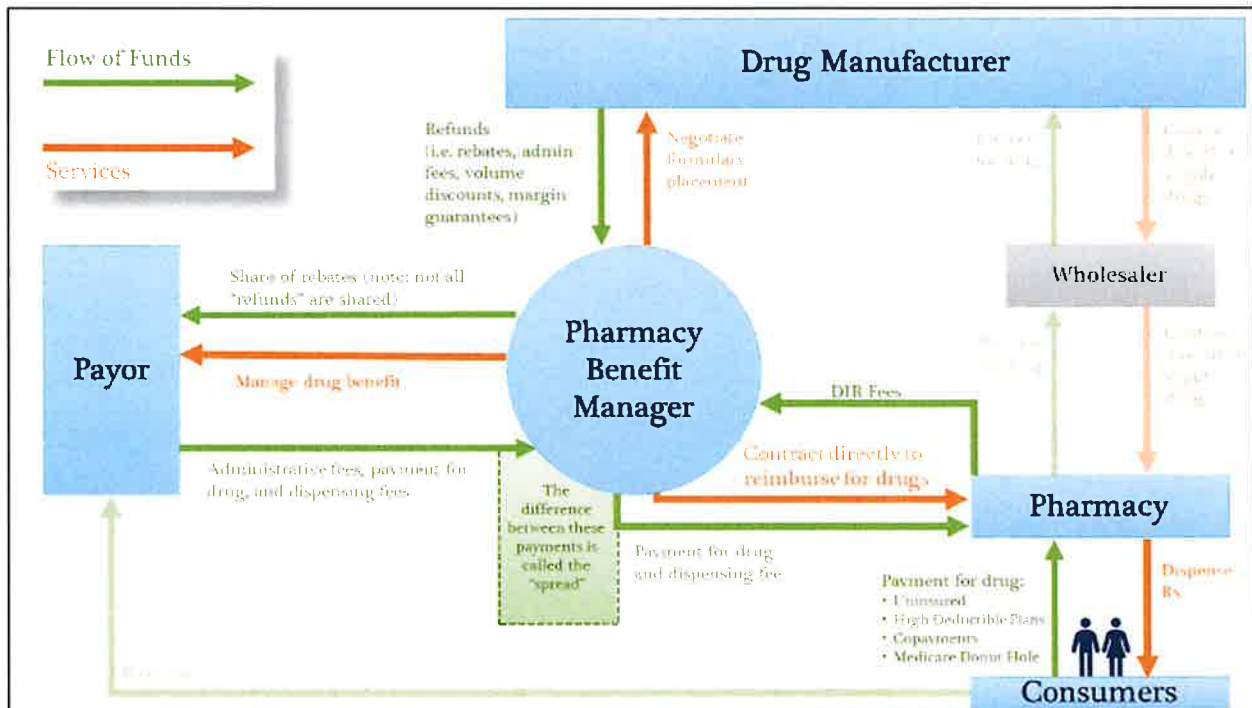 Flow of Funds
Services
Drug Manufacturer
Refunds
(i.e. rebates, admin
fees, volume
discounts, margin
guarantees)
Negotiate
formulary
placement
Wholesaler
Payor
Share of rebates (note: not all
"refunds" are shared)
Manage drug benefit
Administrative fees, payment for
drug, and dispensing fees
Pharmacy
Benefit
Manager
The
difference
between these
payments is
called the
"spread"
DIR Fees
Contract directly to
reimburse for drugs
Payment for drug
and dispensing fee
Pharmacy
Payment for drug:
• Uninsured
• High Deductible Plans
• Copayments
• Medicare Donut Hole
Dispense
Rx
Consumers